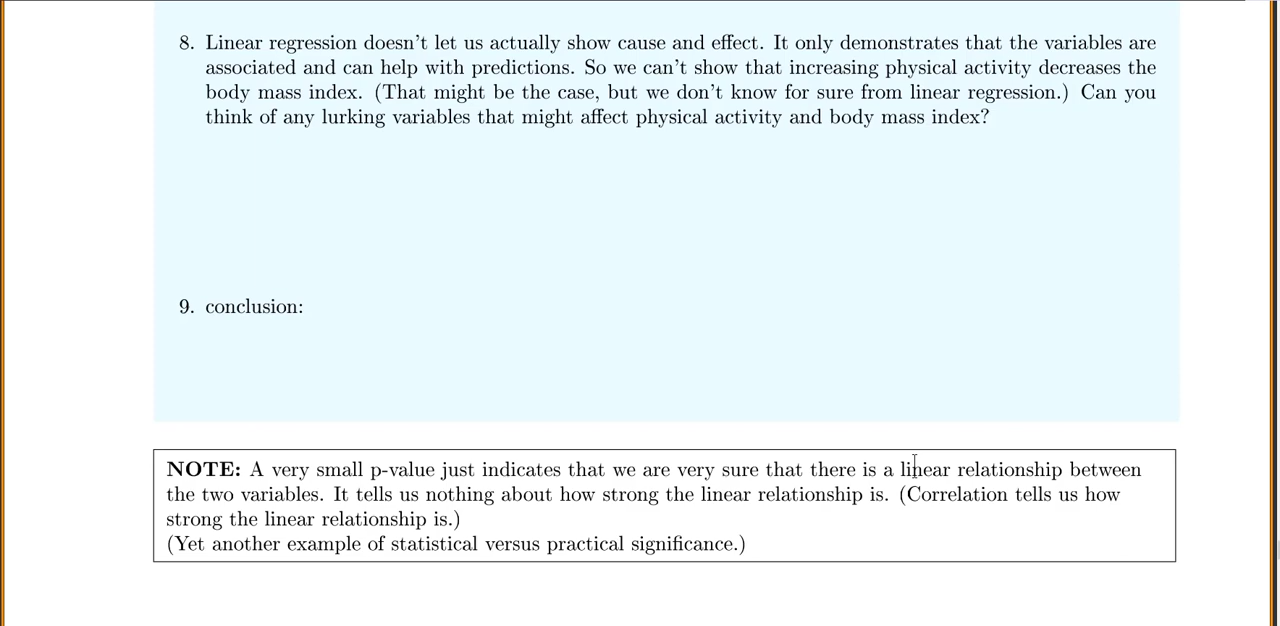 8. Linear regression doesn't let us actually show cause and effect. It only demonstrates that the variables are
associated and can help with predictions. So we can't show that increasing physical activity decreases the
body mass index. (That might be the case, but we don't know for sure from linear regression.) Can you
think of any lurking variables that might affect physical activity and body mass index?
9. conclusion:
NOTE: A very small p-value just indicates that we are very sure that there is a linear relationship between
the two variables. It tells us nothing about how strong the linear relationship is. (Correlation tells us how
strong the linear relationship is.)
(Yet another example of statistical versus practical significance.)